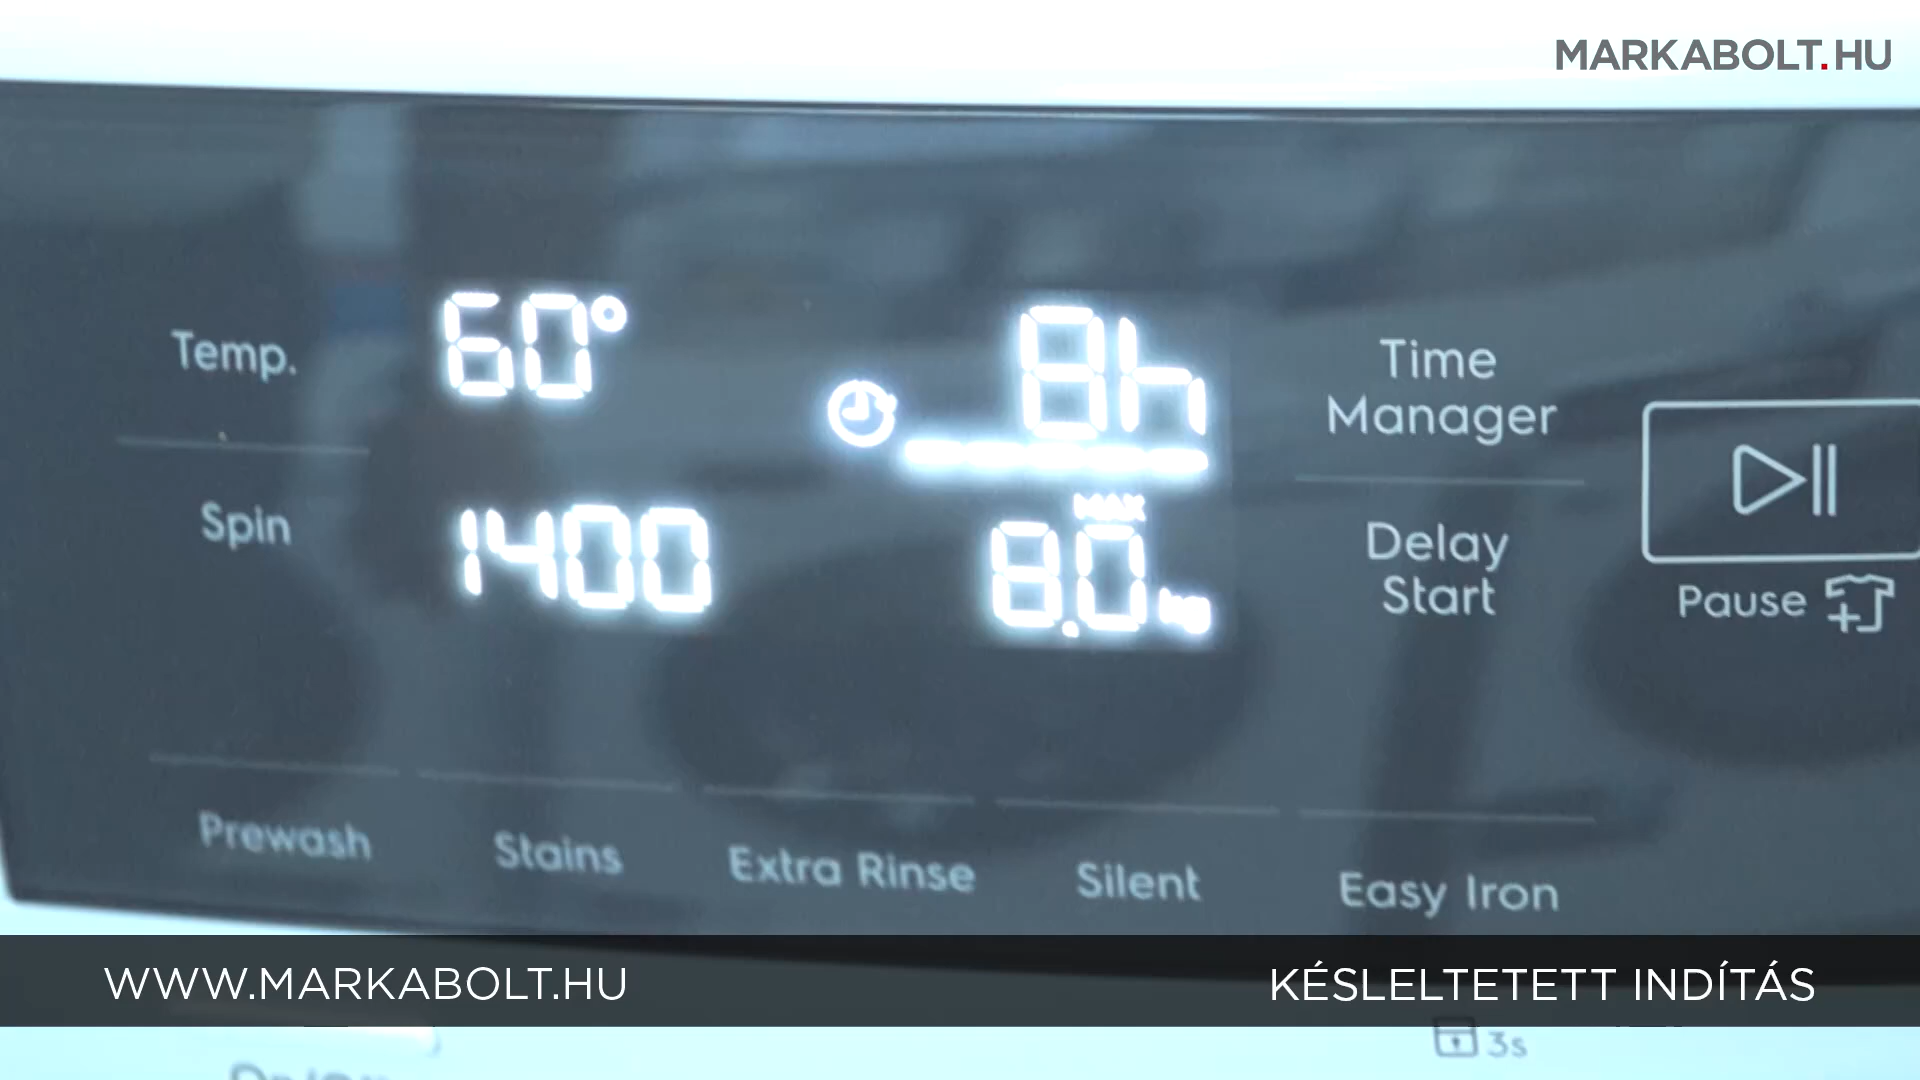 MARKABOLT.HU
Temp.
60°
8h
Time
Manager
Spin
1400
MAX
8.0 kg
Delay
Start
Pause
Prewash
Stains
Extra Rinse
Silent
Easy Iron
WWW.MARKABOLT.HU
KÉSLELTETETT INDÍTÁS
3s